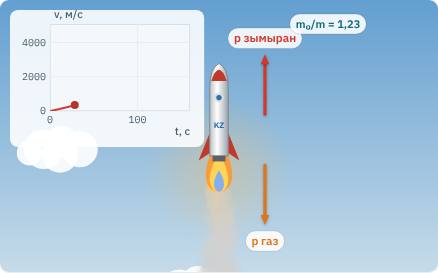 v, м/с
4000
2000
0
0 100
t, с
m₀/m = 1,23
p зымыран
KZ
p газ